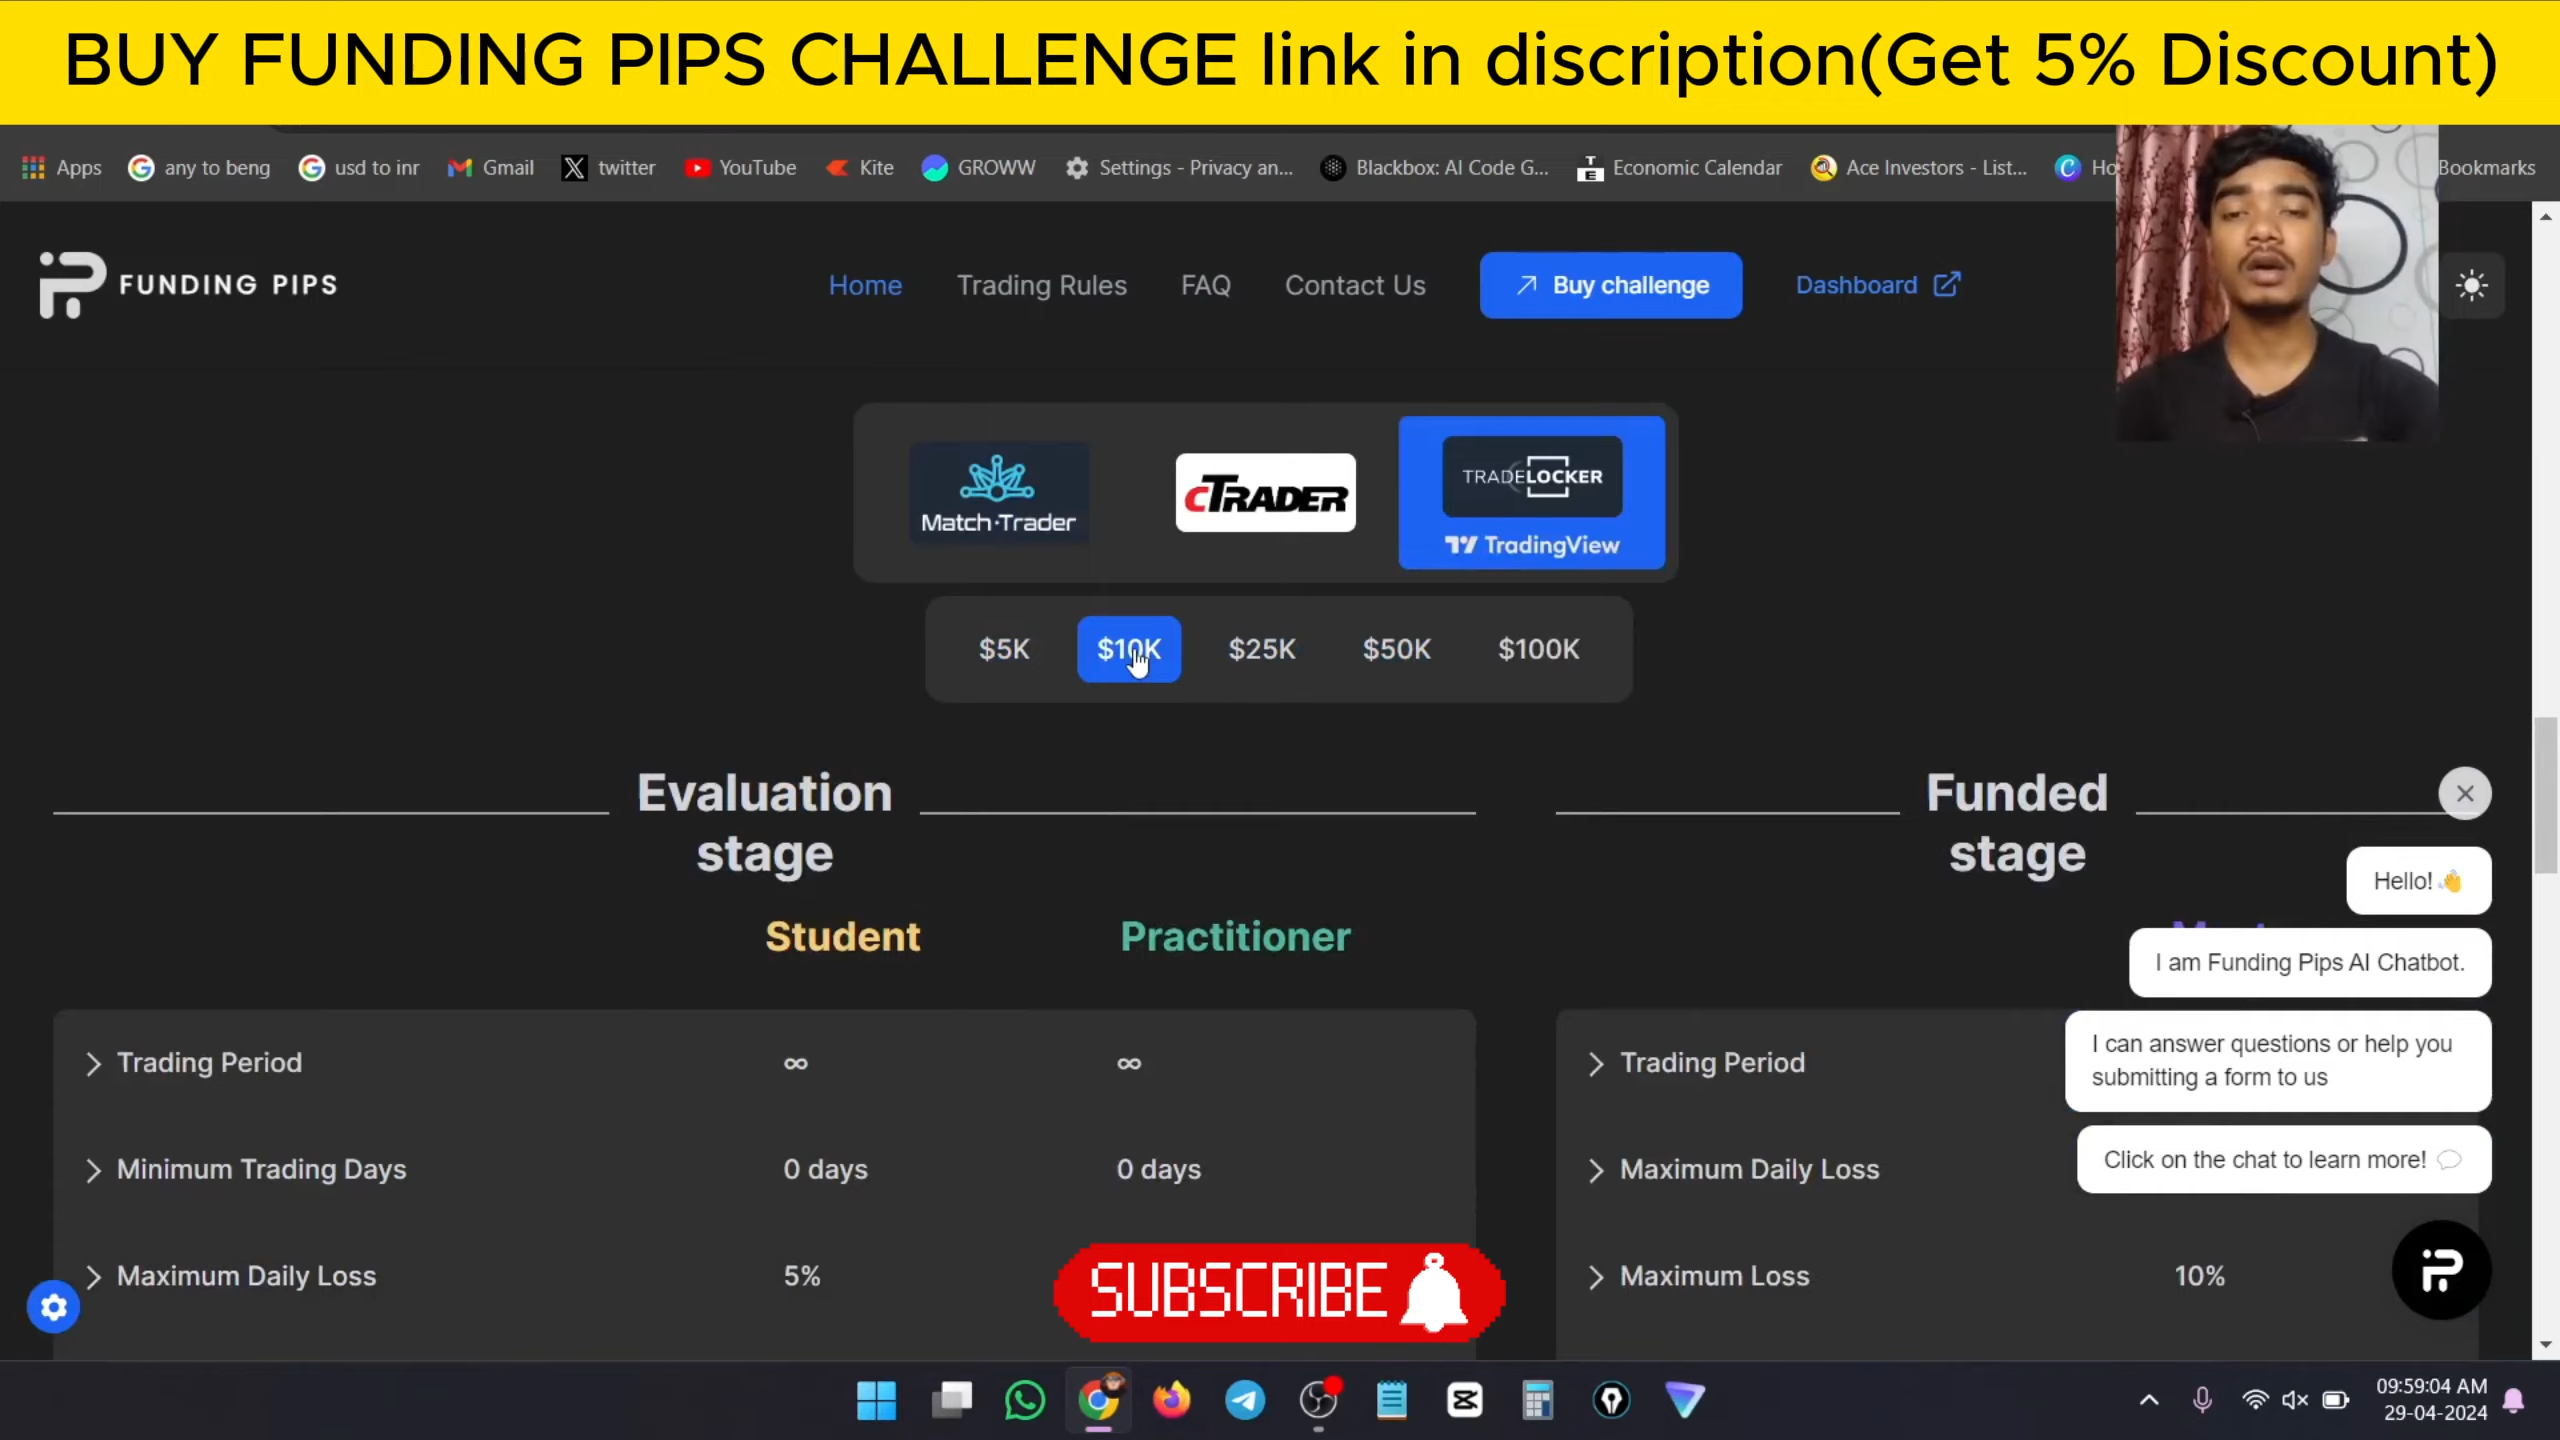 BUY FUNDING PIPS CHALLENGE link in discription(Get 5% Discount)
Apps any to beng usd to inr Gmail twitter YouTube Kite GROWW Settings - Privacy an... Blackbox: AI Code G... Economic Calendar Ace Investors - List... Ho Bookmarks
FUNDING PIPS Home Trading Rules FAQ Contact Us Buy challenge Dashboard
Match-Trader cTRADER TRADELOCKER
TradingView
$5K $10K $25K $50K $100K
Evaluation
stage
Funded
stage
Hello!
Student Practitioner
I am Funding Pips AI Chatbot.
I can answer questions or help you
submitting a form to us
Click on the chat to learn more!
Trading Period ∞ ∞
Minimum Trading Days 0 days 0 days
Maximum Daily Loss 5%
Trading Period
Maximum Daily Loss
Maximum Loss 10%
SUBSCRIBE
09:59:04 AM
29-04-2024